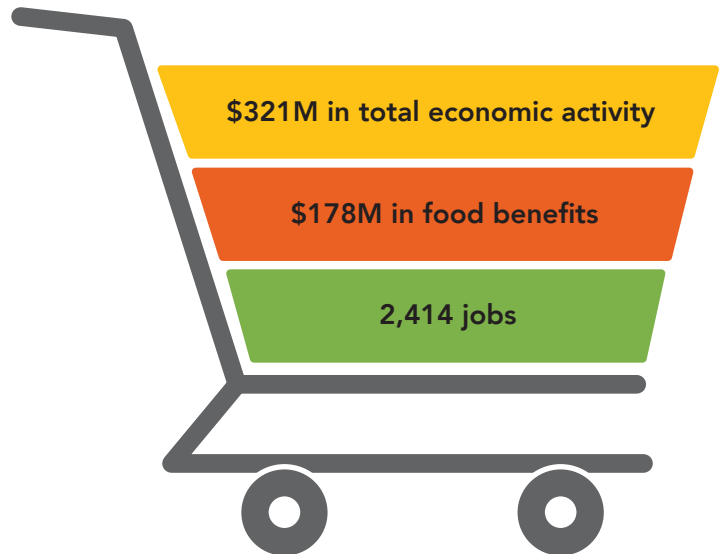 $321M in total economic activity
$178M in food benefits
2,414 jobs